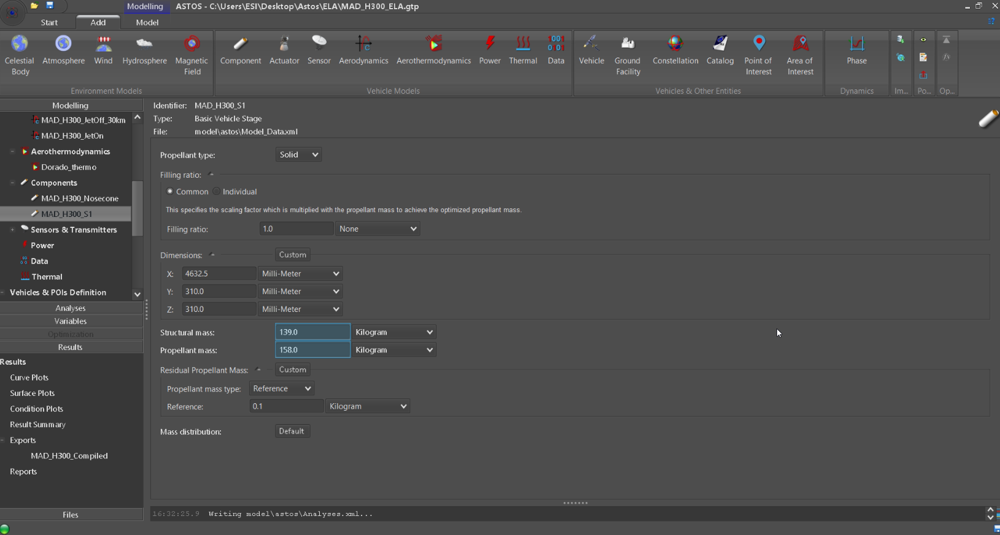 Modelling ASTOS - C:\Users\ESI\Desktop\Astos\ELA\MAD_H300_ELA.gtp
Start Add Model
Celestial Body Atmosphere Wind Hydrosphere Magnetic Field Component Actuator Sensor Aerodynamics Aerothermodynamics Power Thermal Data Vehicle Ground Facility Constellation Catalog Point of Interest Area of Interest Phase
Environment Models Vehicle Models Vehicles & Other Entities Dynamics Im... Po... Op...
Modelling
MAD_H300_JetOff_30km
MAD_H300_JetOn
Aerothermodynamics
Dorado_thermo
Components
MAD_H300_Nosecone
MAD_H300_S1
Sensors & Transmitters
Power
Data
Thermal
Vehicles & POIs Definition
Analyses
Variables
Optimization
Results
Results
Curve Plots
Surface Plots
Condition Plots
Result Summary
Exports
MAD_H300_Compiled
Reports
Files
Identifier: MAD_H300_S1
Type: Basic Vehicle Stage
File: model\astos\Model_Data.xml
Propellant type: Solid
Filling ratio:
Common Individual
This specifies the scaling factor which is multiplied with the propellant mass to achieve the optimized propellant mass.
Filling ratio: 1.0 None
Dimensions: Custom
X: 4632.5 Milli-Meter
Y: 310.0 Milli-Meter
Z: 310.0 Milli-Meter
Structural mass: 139.0 Kilogram
Propellant mass: 158.0 Kilogram
Residual Propellant Mass: Custom
Propellant mass type: Reference
Reference: 0.1 Kilogram
Mass distribution: Default
16:32:25.9 Writing model\astos\Analyses.xml...